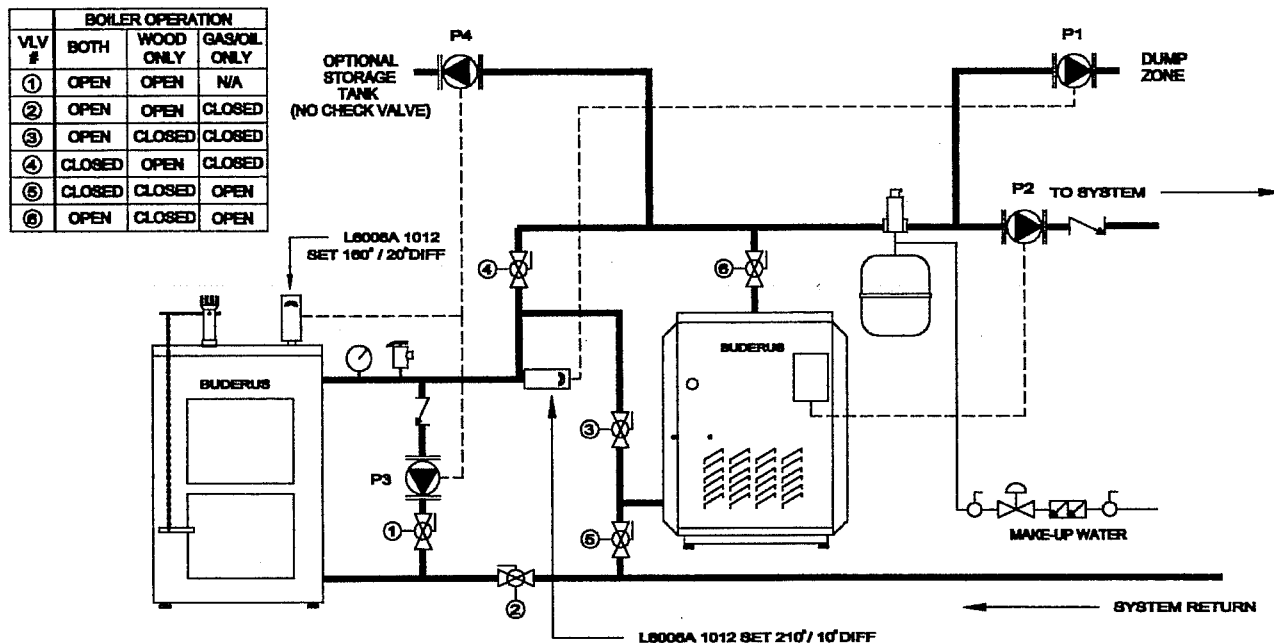 BOILER OPERATION
VLV # BOTH WOOD ONLY GAS/OIL ONLY
① OPEN OPEN N/A
② OPEN OPEN CLOSED
③ OPEN CLOSED CLOSED
④ CLOSED OPEN CLOSED
⑤ CLOSED CLOSED OPEN
⑥ OPEN CLOSED OPEN
P4
OPTIONAL
STORAGE
TANK
(NO CHECK VALVE)
P1
DUMP
ZONE
P2
TO SYSTEM
L6006A 1012
SET 160° / 20° DIFF
④
⑥
BUDERUS
BUDERUS
③
P3
①
⑤
MAKE-UP WATER
②
SYSTEM RETURN
L6006A 1012 SET 210° / 10° DIFF